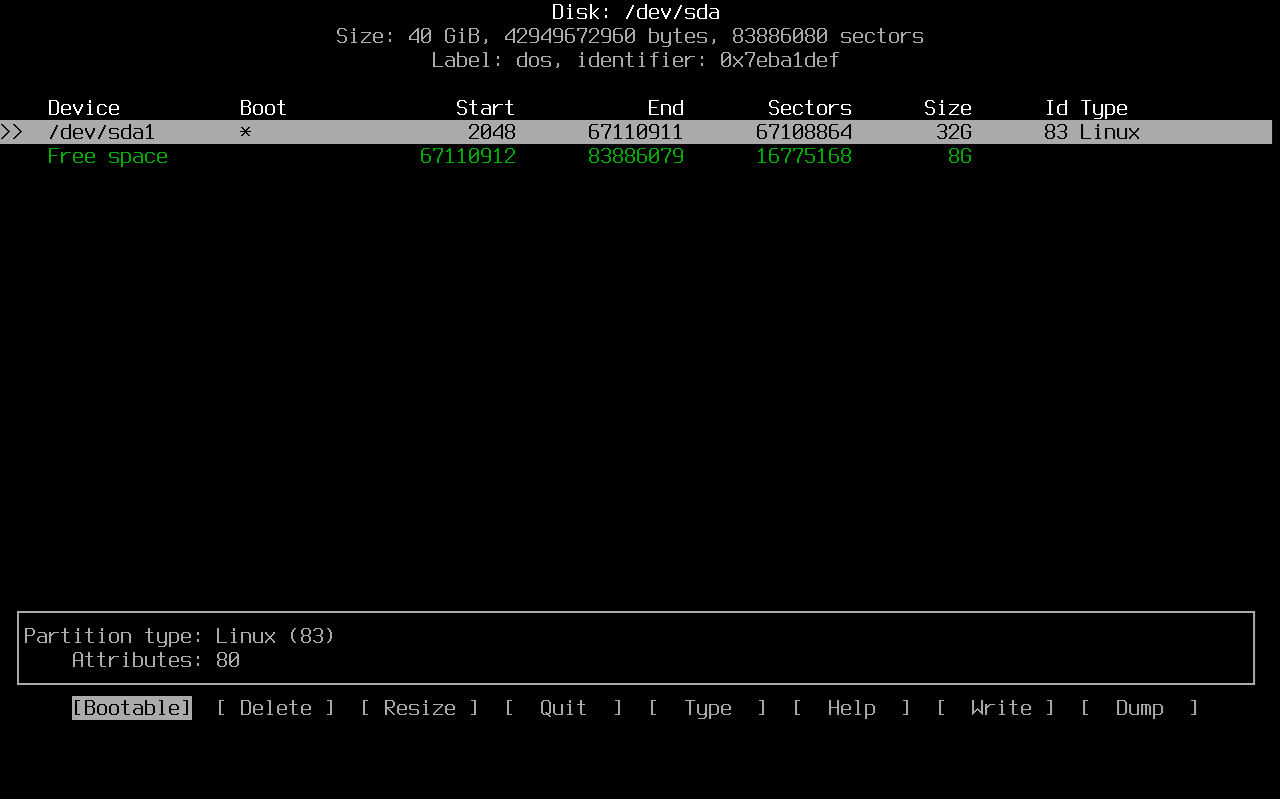 Disk: /dev/sda
Size: 40 GiB, 42949672960 bytes, 83886080 sectors
Label: dos, identifier: 0x7eba1def
Device Boot Start End Sectors Size Id Type
>> /dev/sda1 * 2048 67110911 67108864 32G 83 Linux
Free space 67110912 83886079 16775168 8G
Partition type: Linux (83)
Attributes: 80
[Bootable] [ Delete ] [ Resize ] [ Quit ] [ Type ] [ Help ] [ Write ] [ Dump ]